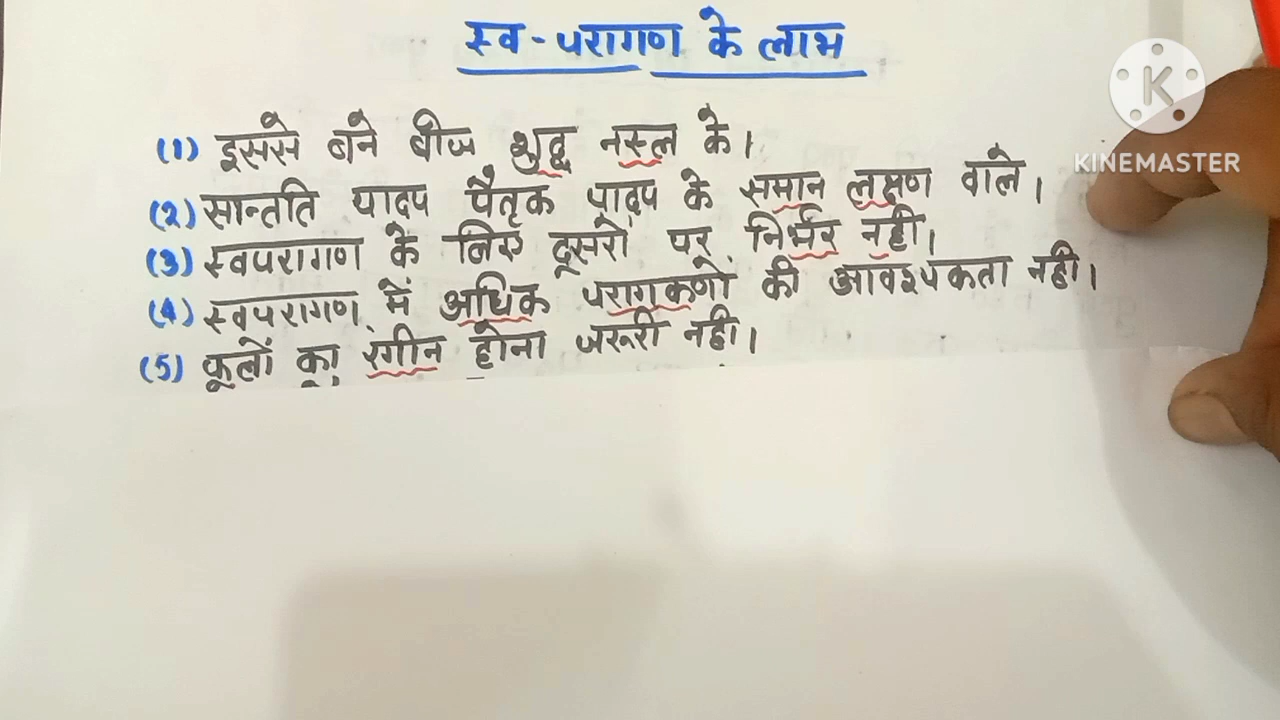 स्व-परागण के लाभ
(1) इससे बने बीज शुद्ध नस्ल के।
(2) सान्तति पादप पैतृक पादप के समान लक्षण वाले।
(3) स्वपरागण के लिए दूसरों पर निर्भर नही।
(4) स्वपरागण में अधिक परागकणो की आवश्यकता नही।
(5) फूलों का रंगीन होना जरूरी नही।
K
KINEMASTER